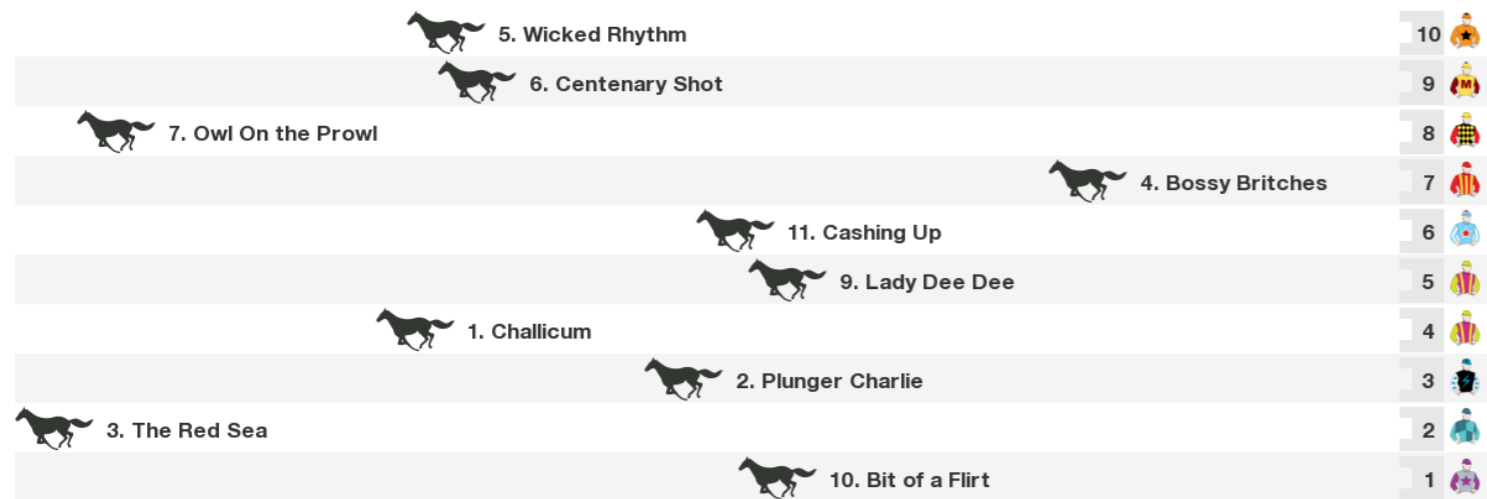 5. Wicked Rhythm 10
6. Centenary Shot 9 M
7. Owl On the Prowl 8
4. Bossy Britches 7
11. Cashing Up 6
9. Lady Dee Dee 5
1. Challicum 4
2. Plunger Charlie 3
3. The Red Sea 2
10. Bit of a Flirt 1